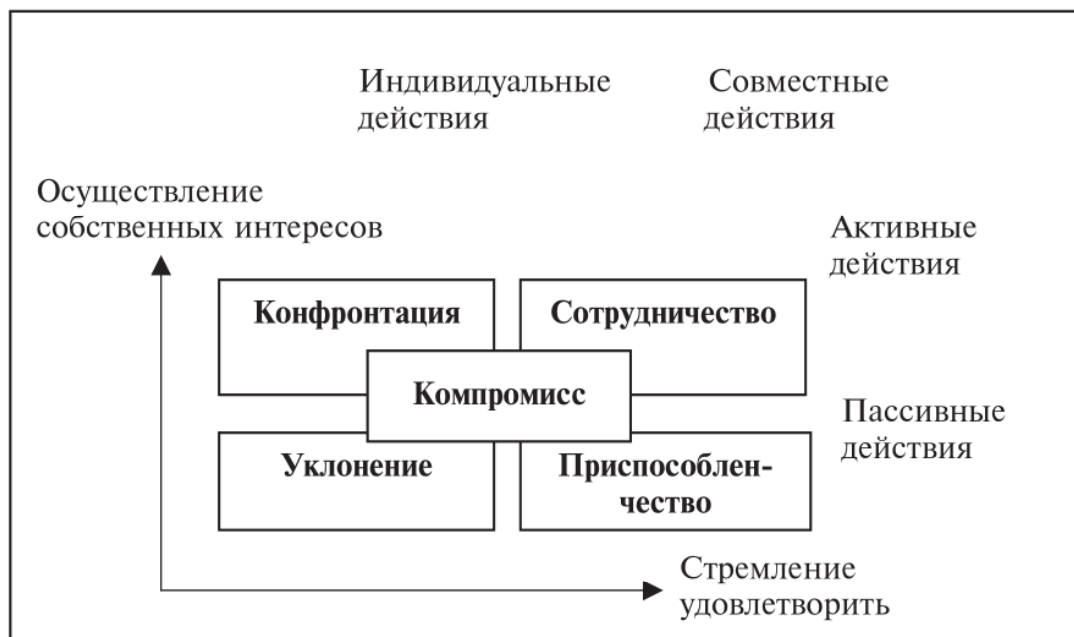 Индивидуальные
действия
Совместные
действия
Осуществление
собственных интересов
Активные
действия
Конфронтация
Сотрудничество
Компромисс
Пассивные
действия
Уклонение
Приспособлен-
чество
Стремление
удовлетворить